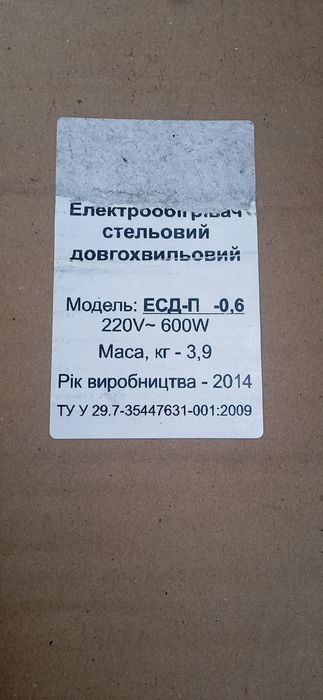 Електрообігрівач
стельовий
довгохвильовий
Модель: ЕСД-П -0,6
220V~ 600W
Маса, кг - 3,9
Рік виробництва - 2014
ТУ У 29.7-35447631-001:2009